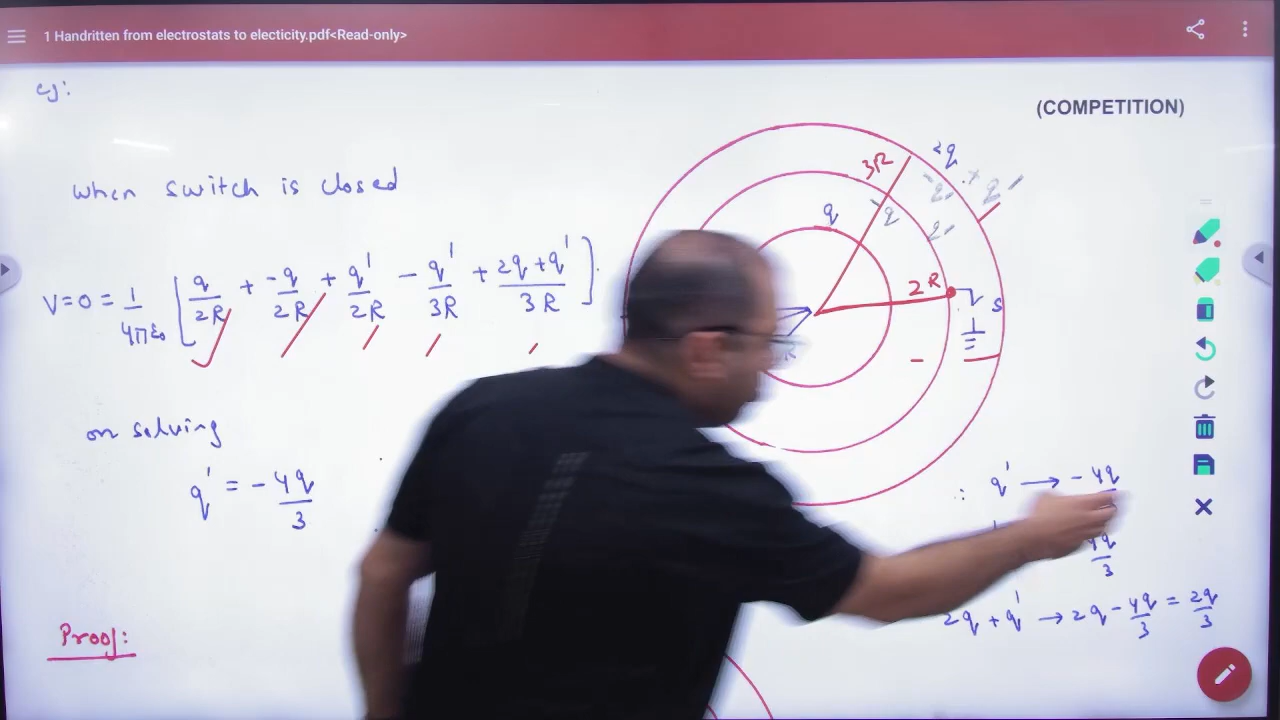 1 Handritten from electrostats to electicity.pdf<Read-only>
eg:
(COMPETITION)
when switch is closed
V=0 = 1/4πε₀ [q/2R + -q/2R + q'/2R - q'/3R + 2q+q'/3R]
on solving
q' = -4q/3
Proof:
3R
q
-q
2R
S
∴ q' → -4q
4q/3
2q + q' → 2q - 4q/3 = 2q/3